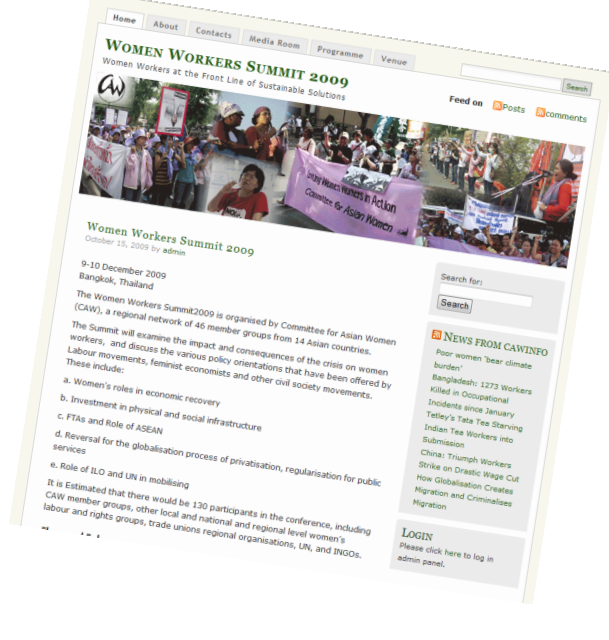 Home About Contacts Media Room Programme Venue
Search
Women Workers Summit 2009
Women Workers at the Front Line of Sustainable Solutions
Feed on Posts comments
CAW
Women Workers in Action
Committee for Asian Women
Women Workers Summit 2009
October 15, 2009 by admin
9-10 December 2009
Bangkok, Thailand
The Women Workers Summit2009 is organised by Committee for Asian Women
(CAW), a regional network of 46 member groups from 14 Asian countries.
The Summit will examine the impact and consequences of the crisis on women
workers, and discuss the various policy orientations that have been offered by
Labour movements, feminist economists and other civil society movements.
These include:
a. Women's roles in economic recovery
b. Investment in physical and social infrastructure
c. FTAs and Role of ASEAN
d. Reversal for the globalisation process of privatisation, regularisation for public
services
e. Role of ILO and UN in mobilising
It is Estimated that there would be 130 participants in the conference, including
CAW member groups, other local and national and regional level women's
labour and rights groups, trade unions regional organisations, UN, and INGOs.
Search for:
Search
News from cawinfo
Poor women "bear climate
burden"
Bangladesh: 1273 Workers
Killed in Occupational
Incidents since January
Tetley's Tata Tea Starving
Indian Tea Workers into
Submission
China: Triumph Workers
Strike on Drastic Wage Cut
How Globalisation Creates
Migration and Criminalises
Migration
Login
Please click here to log in
admin panel.